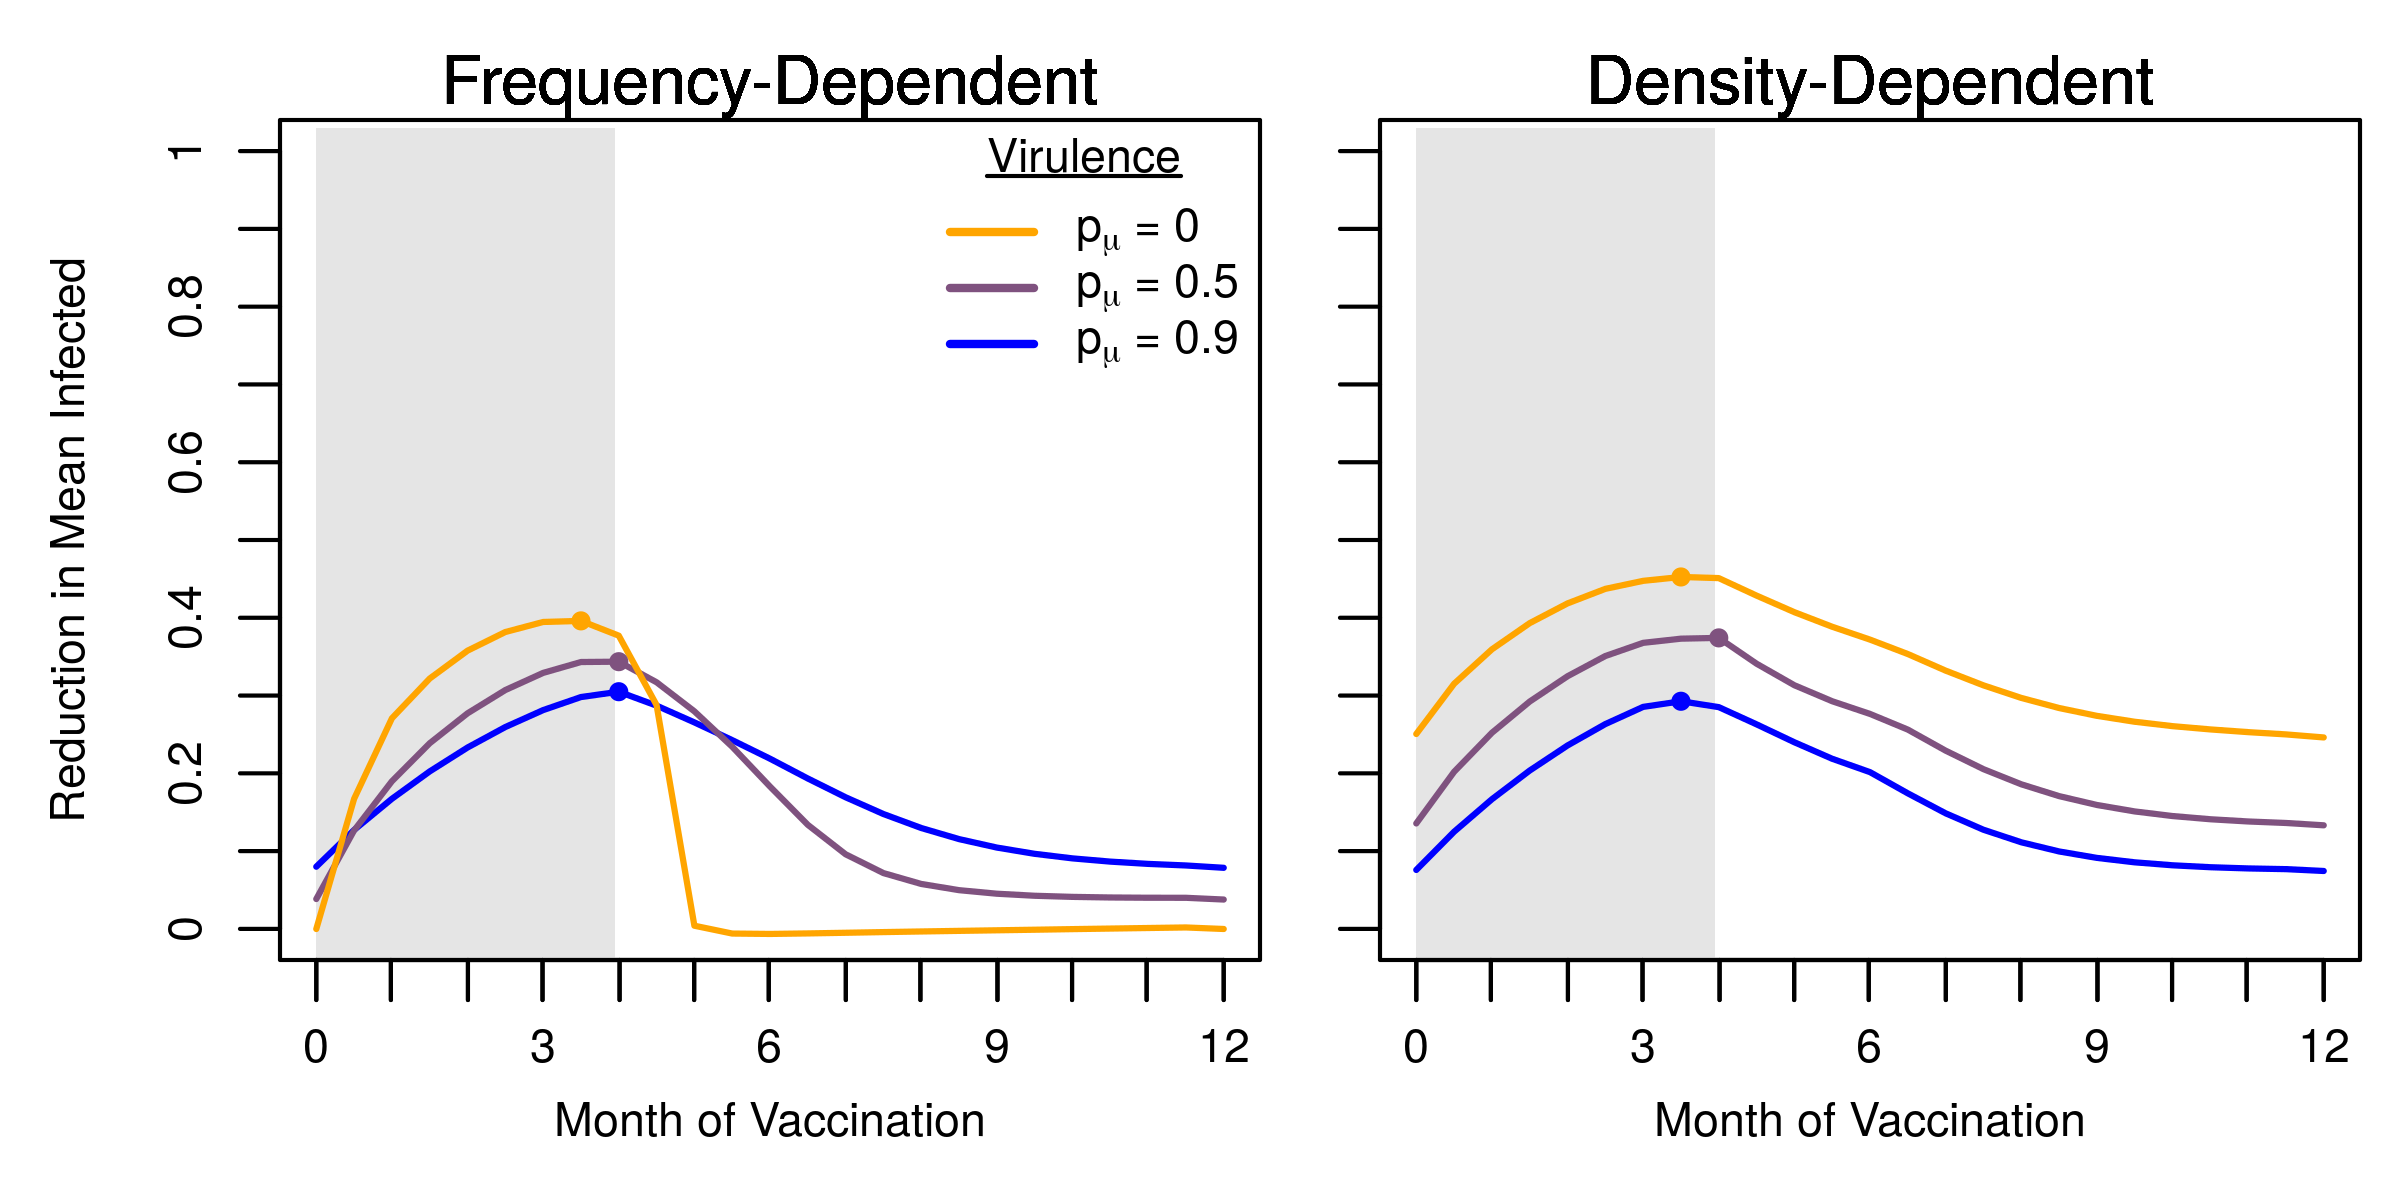 Frequency-Dependent
Density-Dependent
Virulence
pμ = 0
pμ = 0.5
pμ = 0.9
Reduction in Mean Infected
1
0.8
0.6
0.4
0.2
0
0 3 6 9 12
0 3 6 9 12
Month of Vaccination
Month of Vaccination